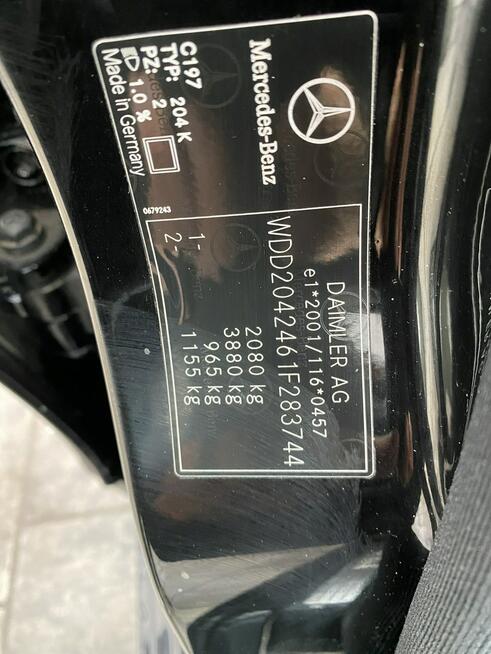 Mercedes-Benz
DAIMLER AG
e1*2001/116*0457
WDD2042461F283744
2080 kg
3880 kg
1- 965 kg
2- 1155 kg
0679243
C197
TYP: 204 K
PZ: 2
1.0 %
Made in Germany